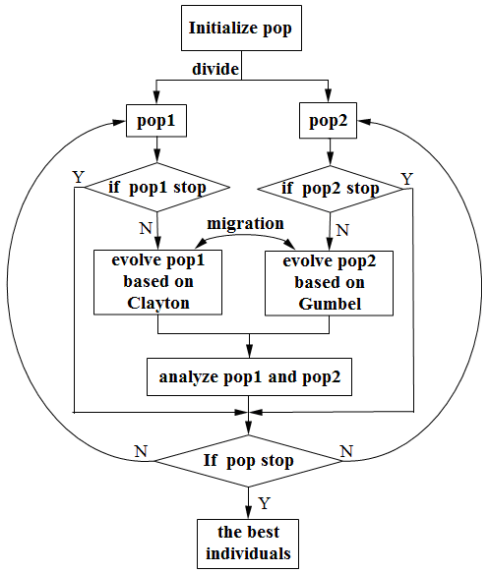 Initialize pop
divide
pop1
pop2
Y
if pop1 stop
if pop2 stop
Y
N
migration
N
evolve pop1
based on
Clayton
evolve pop2
based on
Gumbel
analyze pop1 and pop2
N
If pop stop
N
Y
the best
individuals